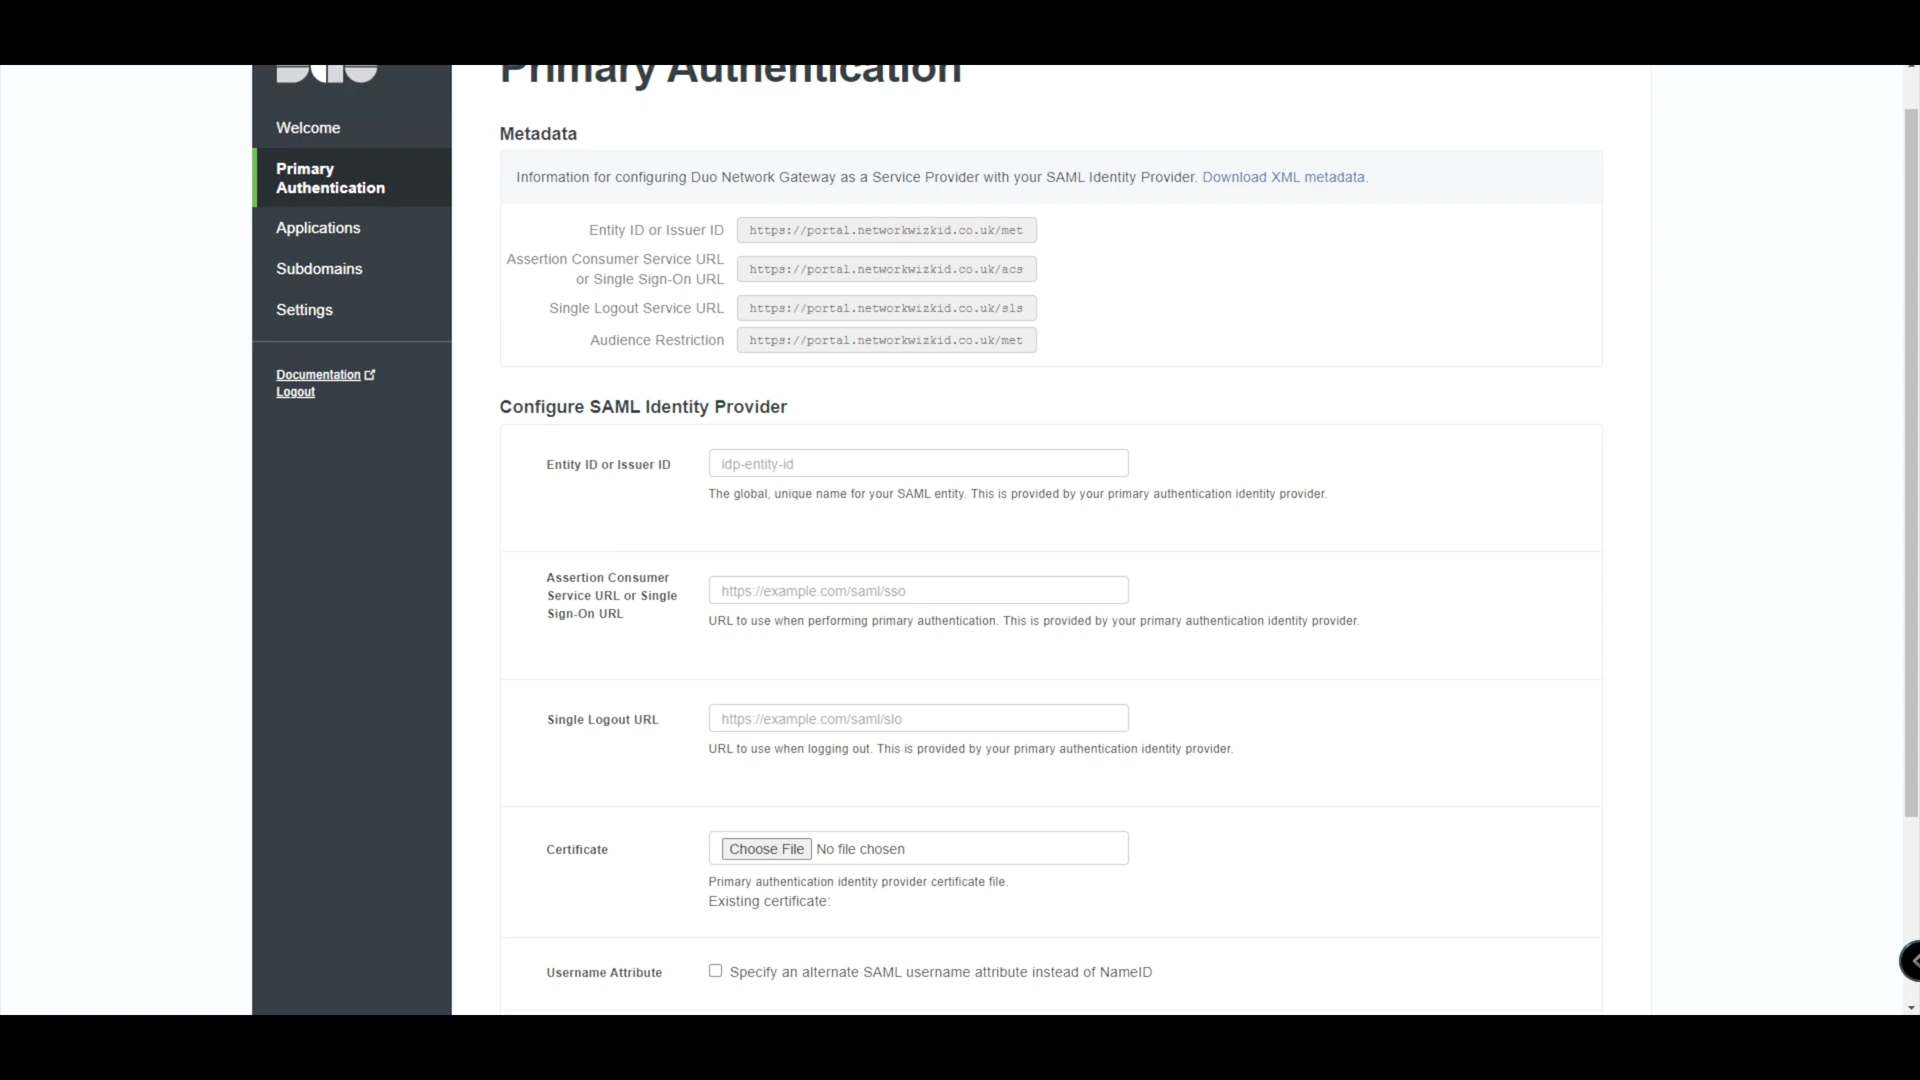 Primary Authentication
Welcome
Primary
Authentication
Applications
Subdomains
Settings
Documentation
Logout
Metadata
Information for configuring Duo Network Gateway as a Service Provider with your SAML Identity Provider. Download XML metadata.
Entity ID or Issuer ID https://portal.networkwizkid.co.uk/met
Assertion Consumer Service URL
or Single Sign-On URL https://portal.networkwizkid.co.uk/acs
Single Logout Service URL https://portal.networkwizkid.co.uk/sls
Audience Restriction https://portal.networkwizkid.co.uk/met
Configure SAML Identity Provider
Entity ID or Issuer ID idp-entity-id
The global, unique name for your SAML entity. This is provided by your primary authentication identity provider.
Assertion Consumer
Service URL or Single
Sign-On URL
https://example.com/saml/sso
URL to use when performing primary authentication. This is provided by your primary authentication identity provider.
Single Logout URL https://example.com/saml/slo
URL to use when logging out. This is provided by your primary authentication identity provider.
Certificate Choose File No file chosen
Primary authentication identity provider certificate file.
Existing certificate:
Username Attribute Specify an alternate SAML username attribute instead of NameID